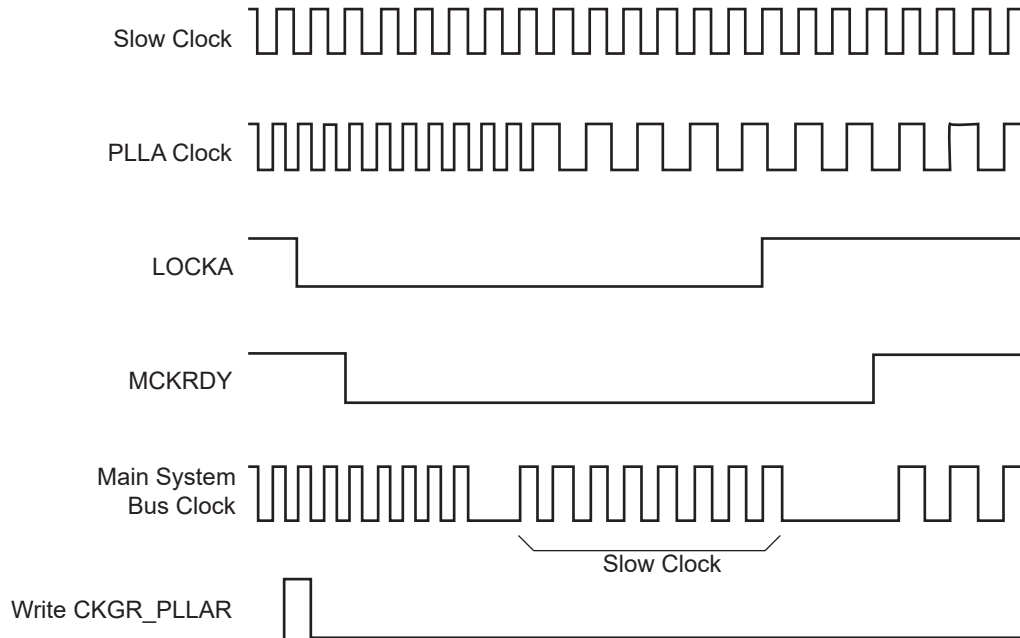 Slow Clock
PLLA Clock
LOCKA
MCKRDY
Main System
Bus Clock
Slow Clock
Write CKGR_PLLAR